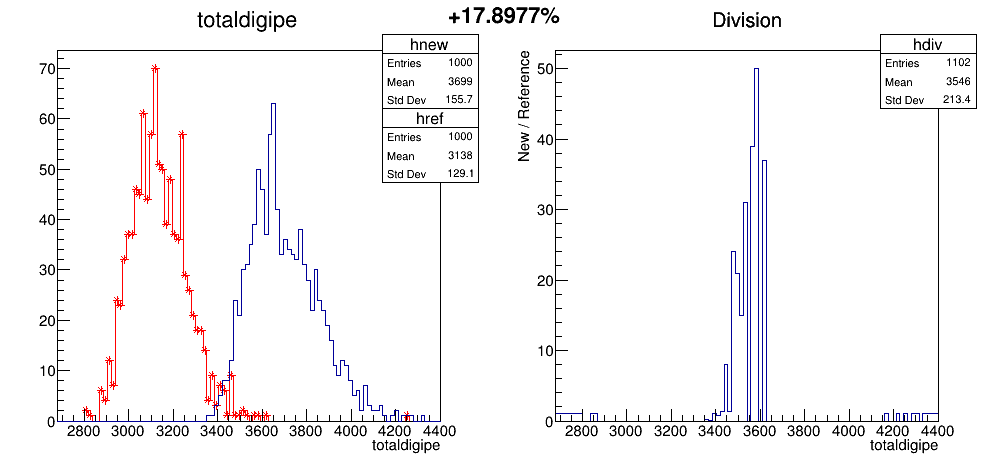 +17.8977%
totaldigipe
hnew
Entries 1000
Mean 3699
Std Dev 155.7
href
Entries 1000
Mean 3138
Std Dev 129.1
70
60
50
40
30
20
10
0
2800 3000 3200 3400 3600 3800 4000 4200 4400
totaldigipe
Division
hdiv
Entries 1102
Mean 3546
Std Dev 213.4
New / Reference
50
40
30
20
10
0
2800 3000 3200 3400 3600 3800 4000 4200 4400
totaldigipe